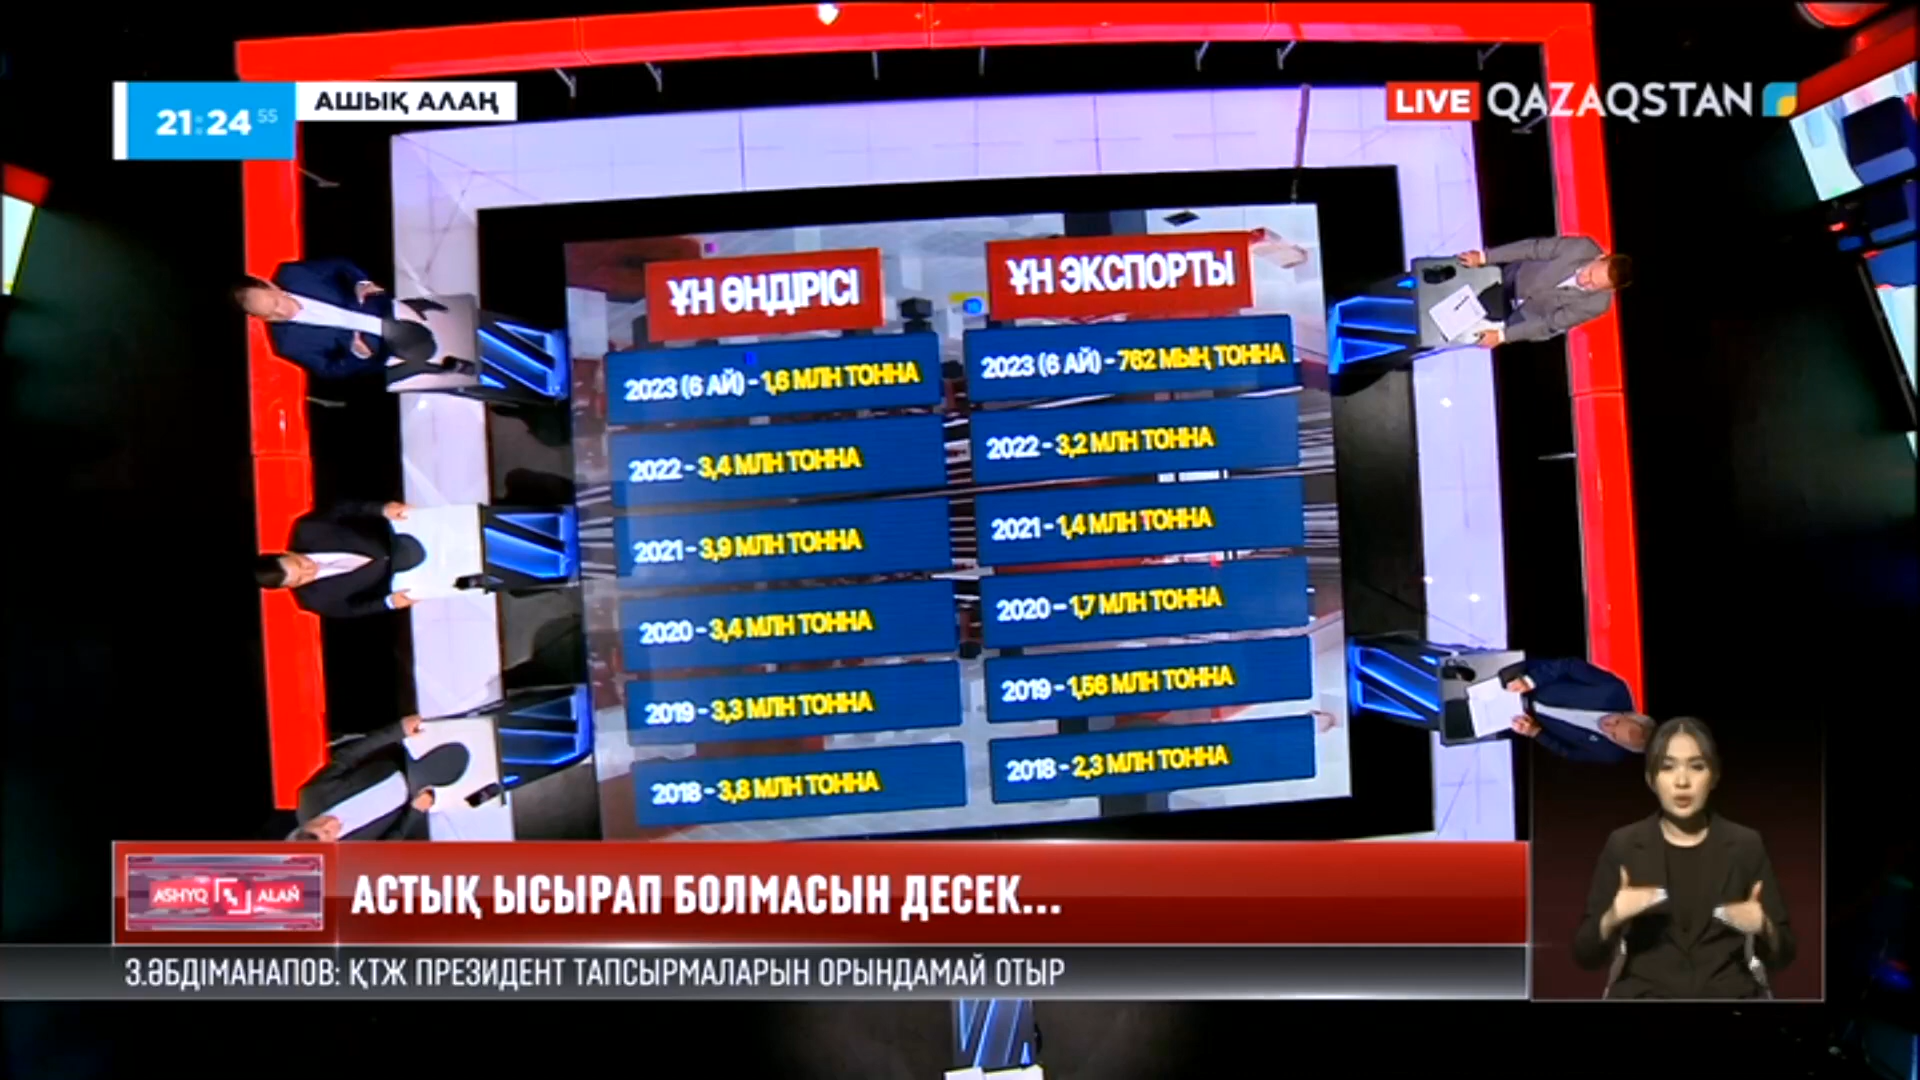 21:24 55
АШЫҚ АЛАҢ
LIVE QAZAQSTAN
ҰН ӨНДІРІСІ
2023 (6 АЙ) - 1,6 МЛН ТОННА
2022 - 3,4 МЛН ТОННА
2021 - 3,9 МЛН ТОННА
2020 - 3,4 МЛН ТОННА
2019 - 3,3 МЛН ТОННА
2018 - 3,8 МЛН ТОННА
ҰН ЭКСПОРТЫ
2023 (6 АЙ) - 762 МЫҢ ТОННА
2022 - 3,2 МЛН ТОННА
2021 - 1,4 МЛН ТОННА
2020 - 1,7 МЛН ТОННА
2019 - 1,56 МЛН ТОННА
2018 - 2,3 МЛН ТОННА
ASHYQ ALAŃ
АСТЫҚ ЫСЫРАП БОЛМАСЫН ДЕСЕК...
З.ӘБДІМАНАПОВ: ҚТЖ ПРЕЗИДЕНТ ТАПСЫРМАЛАРЫН ОРЫНДАМАЙ ОТЫР